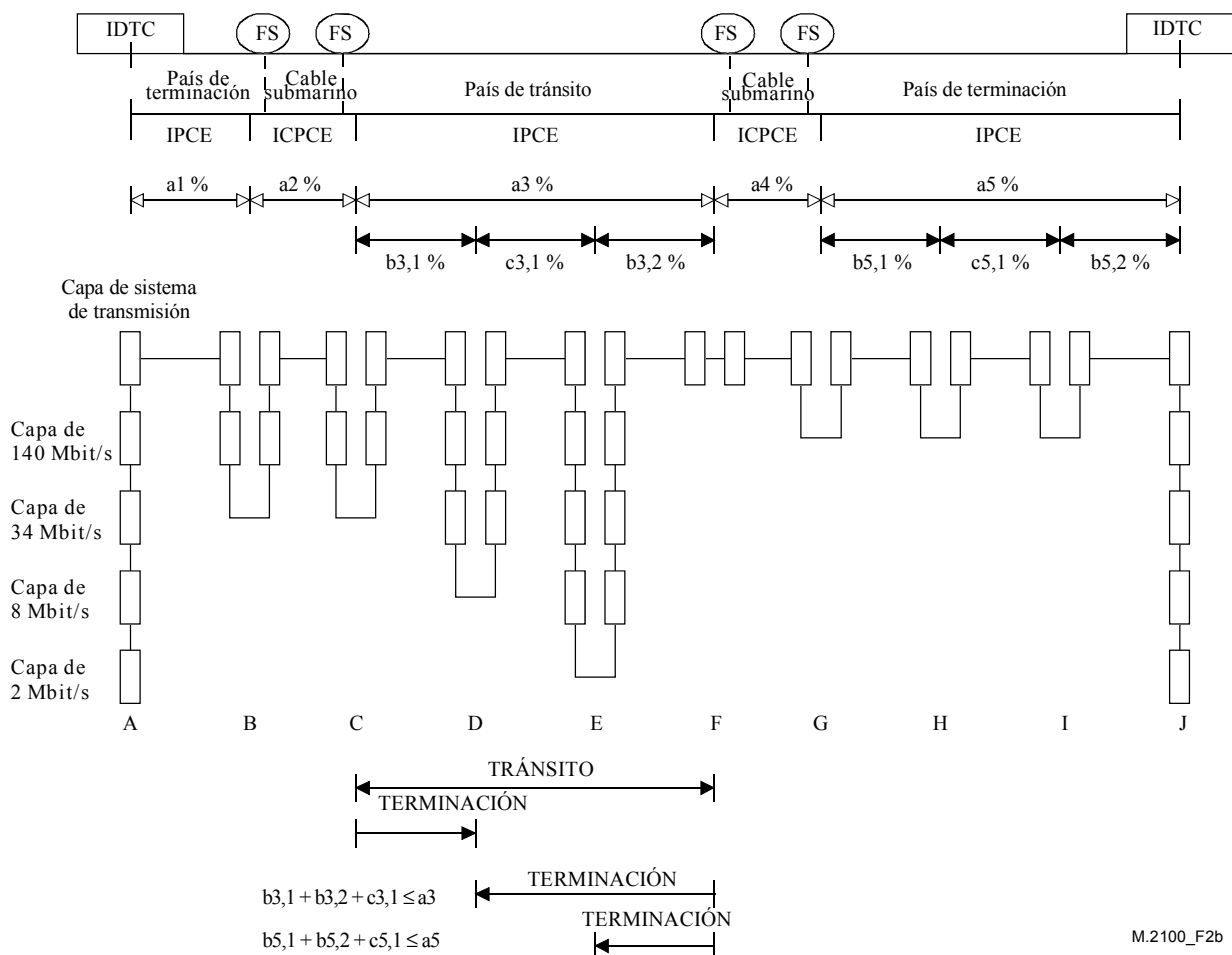 IDTC FS FS FS FS IDTC
País de
terminación
Cable
submarino
País de tránsito
Cable
submarino
País de terminación
IPCE ICPCE IPCE ICPCE IPCE
a1 % a2 % a3 % a4 % a5 %
b3,1 % c3,1 % b3,2 % b5,1 % c5,1 % b5,2 %
Capa de sistema
de transmisión
Capa de
140 Mbit/s
Capa de
34 Mbit/s
Capa de
8 Mbit/s
Capa de
2 Mbit/s
A B C D E F G H I J
TRÁNSITO
TERMINACIÓN
TERMINACIÓN
b3,1 + b3,2 + c3,1 ≤ a3
TERMINACIÓN
b5,1 + b5,2 + c5,1 ≤ a5
M.2100_F2b